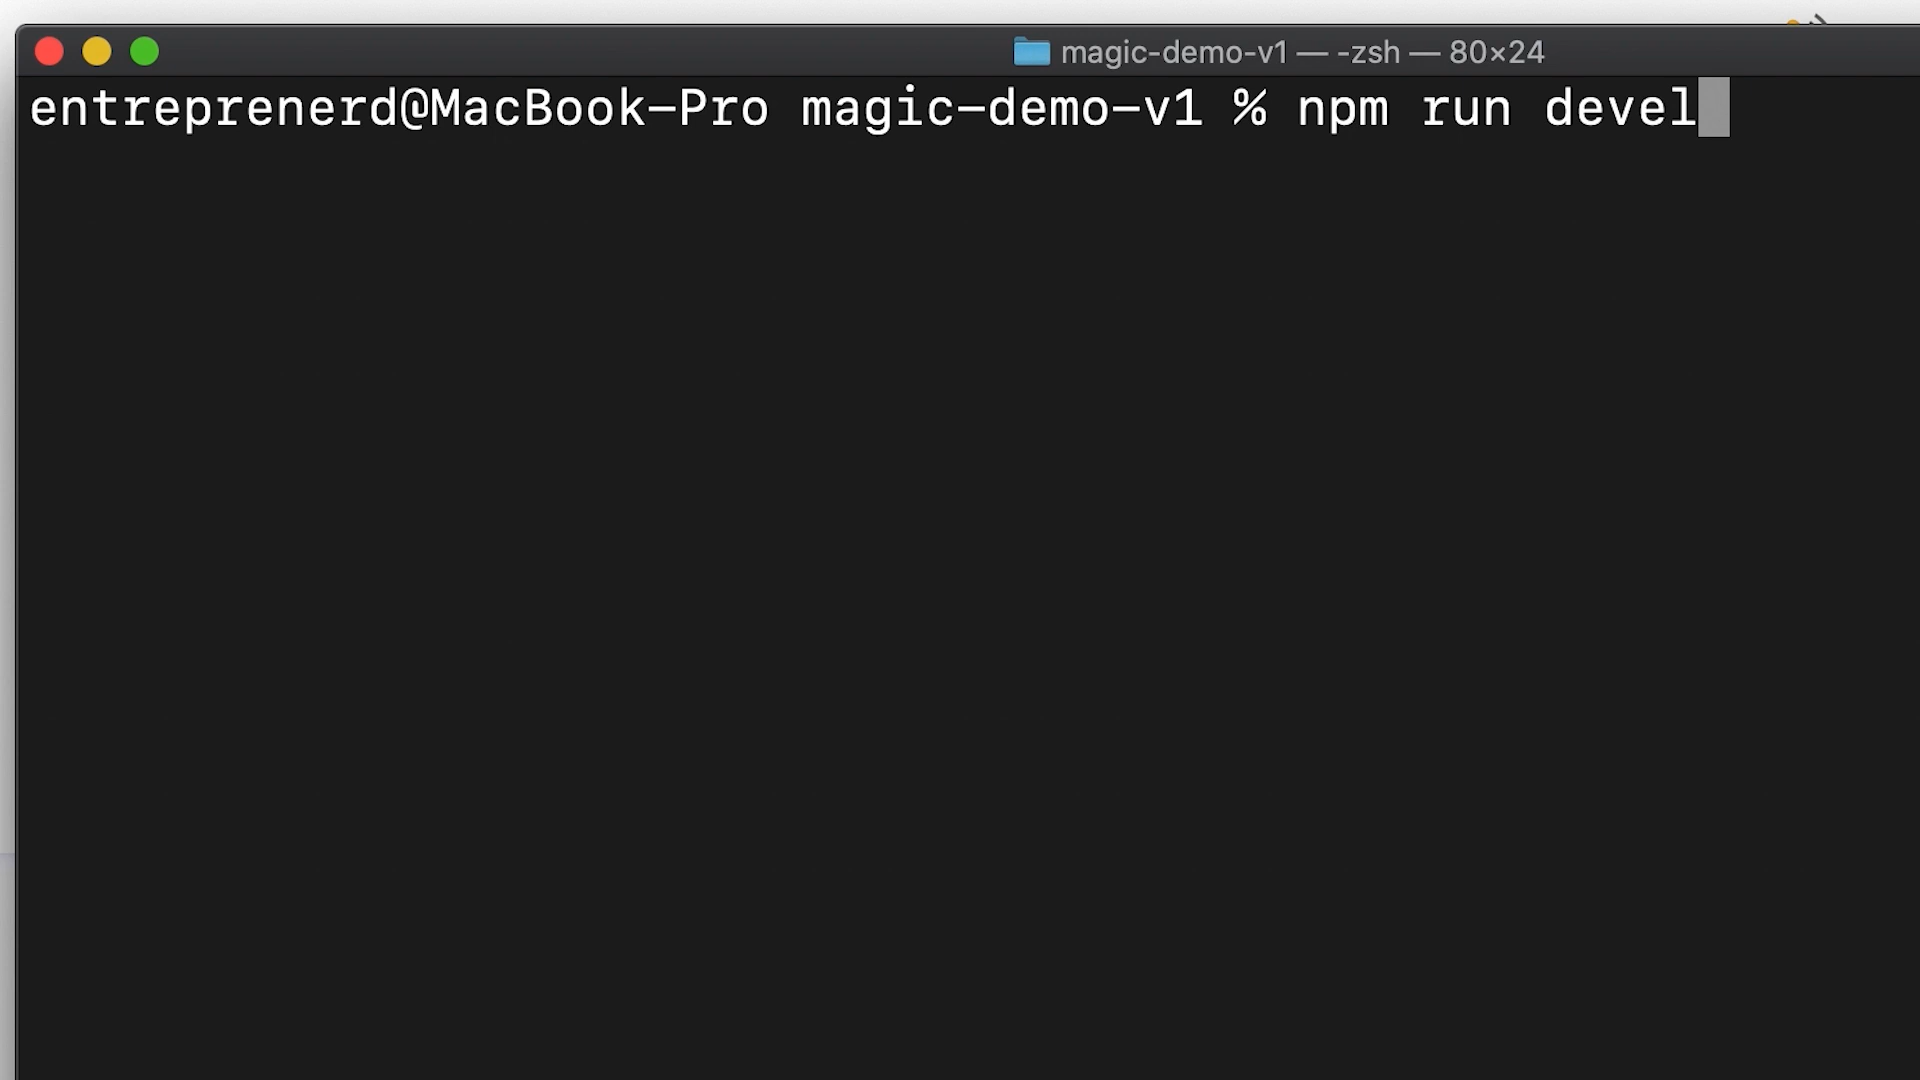 magic-demo-v1 — -zsh — 80×24
entreprenerd@MacBook-Pro magic-demo-v1 % npm run devel